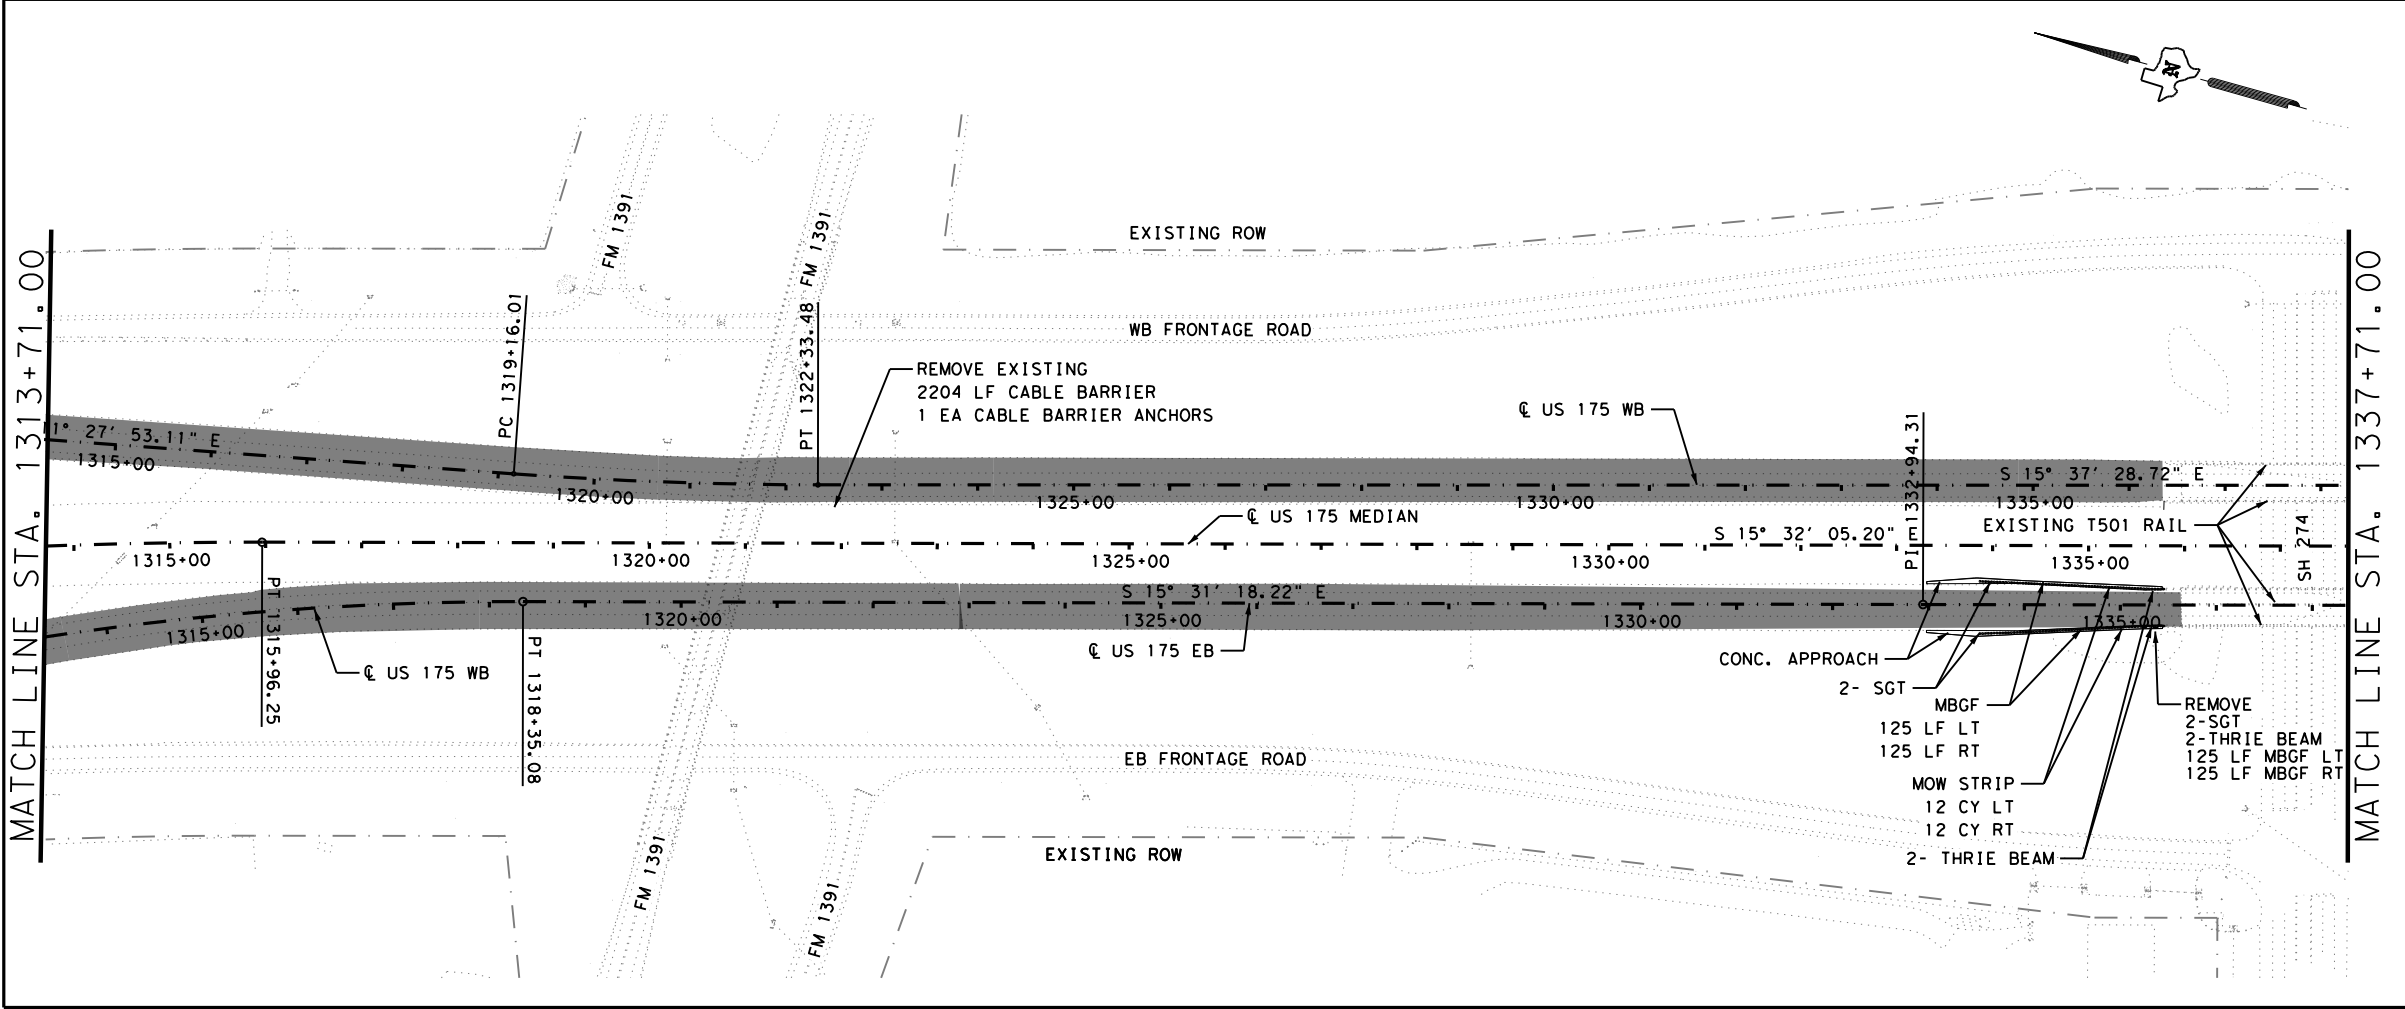 N
MATCH LINE STA. 1313+71.00
MATCH LINE STA. 1337+71.00
FM 1391
FM 1391
EXISTING ROW
WB FRONTAGE ROAD
PC 1319+16.01
PT 1322+33.48
REMOVE EXISTING
2204 LF CABLE BARRIER
1 EA CABLE BARRIER ANCHORS
℄ US 175 WB
1° 27' 53.11" E
1315+00
1320+00
1325+00
1330+00
1335+00
S 15° 37' 28.72" E
PI 1332+94.31
EXISTING T501 RAIL
SH 274
℄ US 175 MEDIAN
S 15° 32' 05.20"
1315+00
1320+00
1325+00
1330+00
1335+00
PT 1315+96.25
PT 1318+35.08
S 15° 31' 18.22" E
1315+00
1320+00
1325+00
1330+00
1335+00
℄ US 175 WB
℄ US 175 EB
CONC. APPROACH
2- SGT
MBGF
125 LF LT
125 LF RT
MOW STRIP
12 CY LT
12 CY RT
2- THRIE BEAM
REMOVE
2-SGT
2-THRIE BEAM
125 LF MBGF LT
125 LF MBGF RT
EB FRONTAGE ROAD
EXISTING ROW
FM 1391
FM 1391